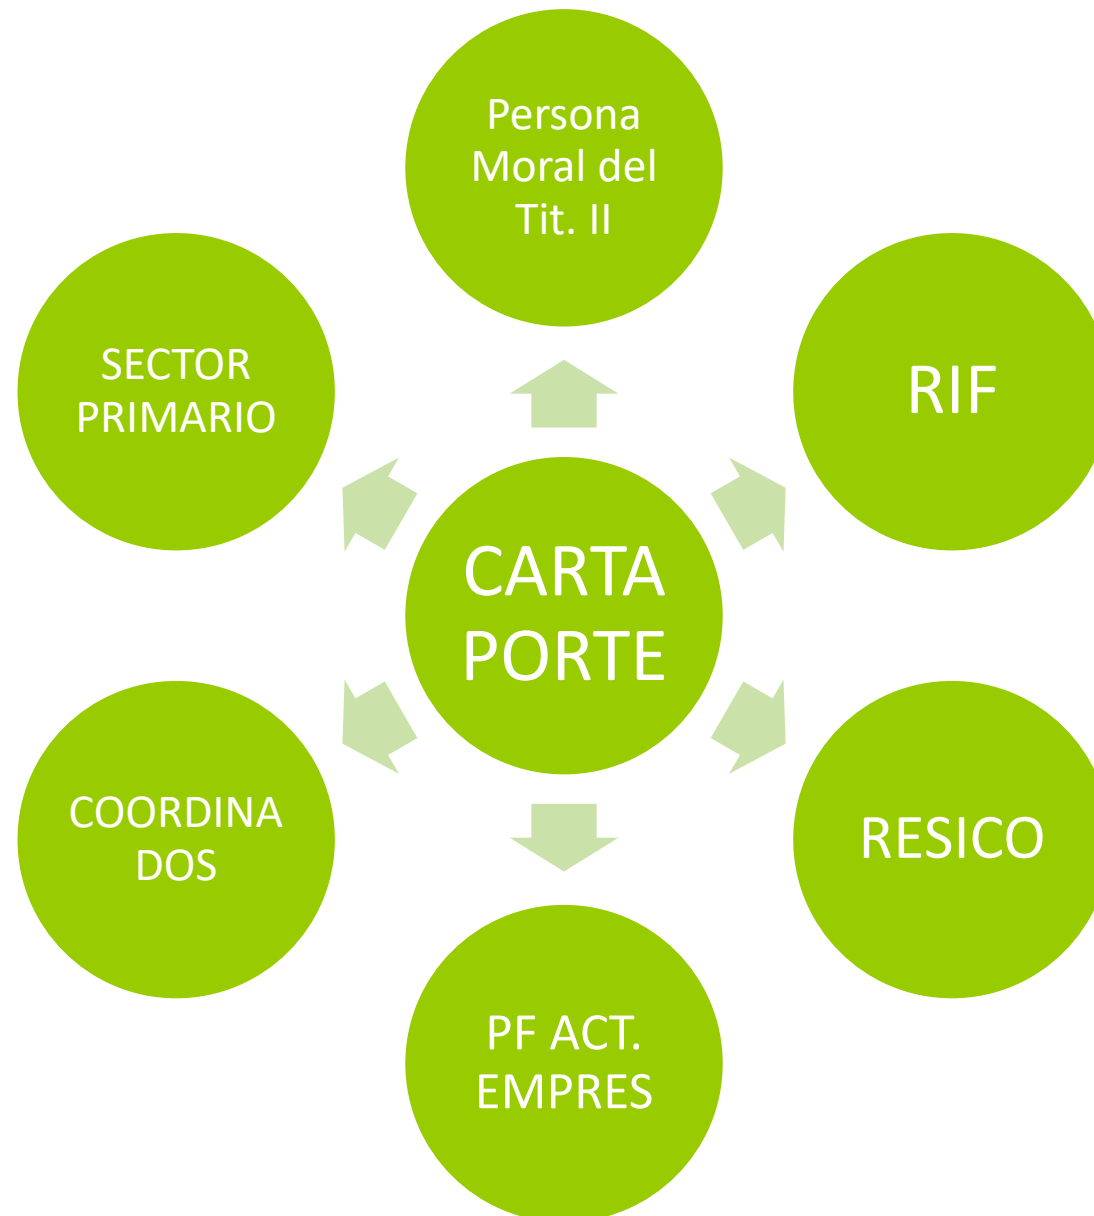 Persona
Moral del
Tit. II
SECTOR
PRIMARIO
RIF
CARTA
PORTE
COORDINA
DOS
RESICO
PF ACT.
EMPRES